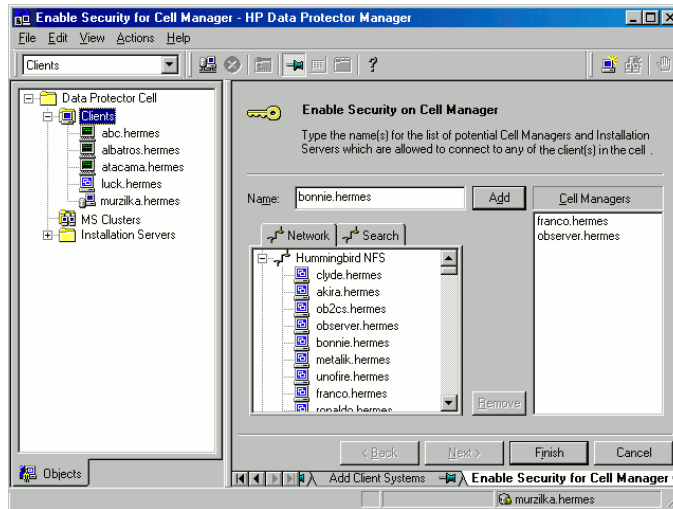 Enable Security for Cell Manager - HP Data Protector Manager
File Edit View Actions Help
Clients
Data Protector Cell
Clients
abc.hermes
albatros.hermes
atacama.hermes
luck.hermes
murzilka.hermes
MS Clusters
Installation Servers
Objects
Enable Security on Cell Manager
Type the name(s) for the list of potential Cell Managers and Installation
Servers which are allowed to connect to any of the client(s) in the cell .
Name: bonnie.hermes Add
Cell Managers
franco.hermes
observer.hermes
Network Search
Hummingbird NFS
clyde.hermes
akira.hermes
ob2cs.hermes
observer.hermes
bonnie.hermes
metalik.hermes
unofire.hermes
franco.hermes
ronaldo.hermes
Remove
< Back Next > Finish Cancel
Add Client Systems Enable Security for Cell Manager
murzilka.hermes